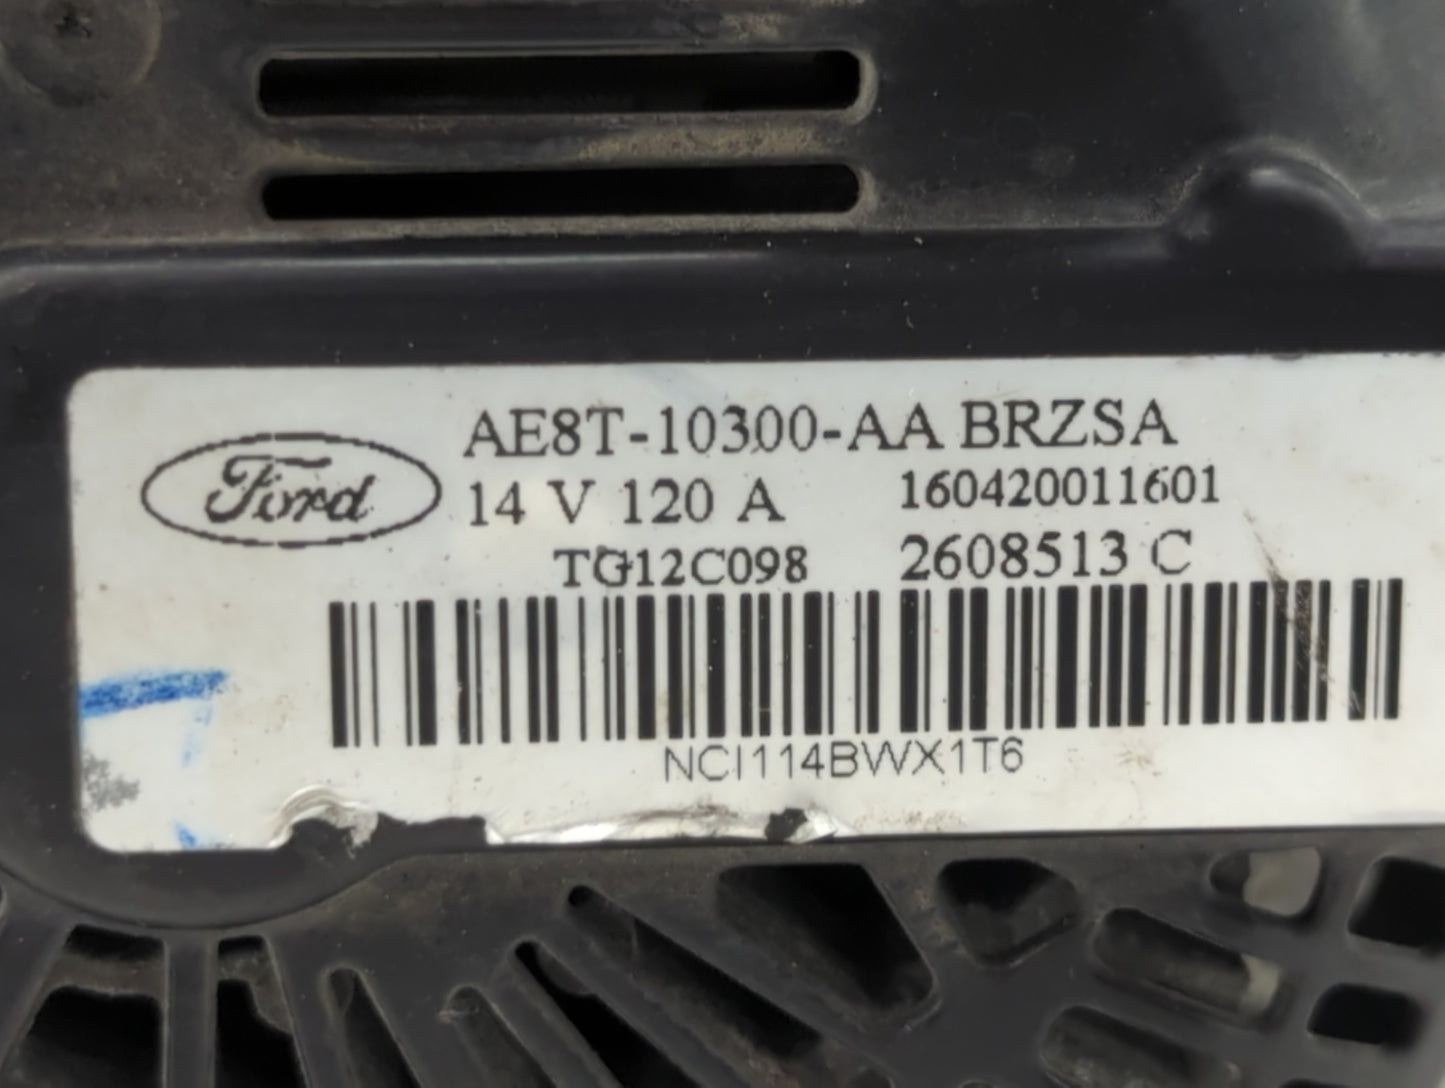 Ford
AE8T-10300-AA BRZSA
14 V 120 A 160420011601
TG12C098 2608513 C
NCI114BWX1T6